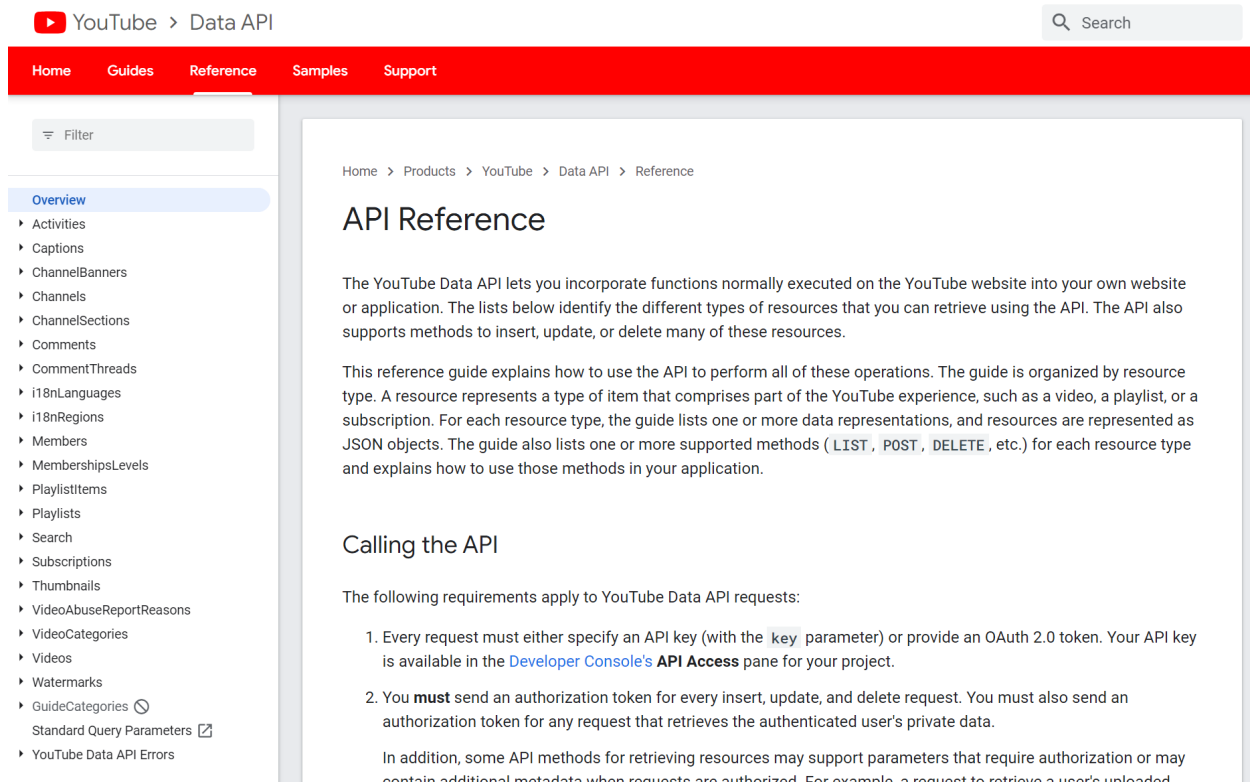 YouTube > Data API
Search
Home Guides Reference Samples Support
Filter
Overview
Activities
Captions
ChannelBanners
Channels
ChannelSections
Comments
CommentThreads
i18nLanguages
i18nRegions
Members
MembershipsLevels
PlaylistItems
Playlists
Search
Subscriptions
Thumbnails
VideoAbuseReportReasons
VideoCategories
Videos
Watermarks
GuideCategories
Standard Query Parameters
YouTube Data API Errors
Home > Products > YouTube > Data API > Reference
API Reference
The YouTube Data API lets you incorporate functions normally executed on the YouTube website into your own website
or application. The lists below identify the different types of resources that you can retrieve using the API. The API also
supports methods to insert, update, or delete many of these resources.
This reference guide explains how to use the API to perform all of these operations. The guide is organized by resource
type. A resource represents a type of item that comprises part of the YouTube experience, such as a video, a playlist, or a
subscription. For each resource type, the guide lists one or more data representations, and resources are represented as
JSON objects. The guide also lists one or more supported methods ( LIST, POST, DELETE, etc.) for each resource type
and explains how to use those methods in your application.
Calling the API
The following requirements apply to YouTube Data API requests:
1. Every request must either specify an API key (with the key parameter) or provide an OAuth 2.0 token. Your API key
is available in the Developer Console's API Access pane for your project.
2. You must send an authorization token for every insert, update, and delete request. You must also send an
authorization token for any request that retrieves the authenticated user's private data.
In addition, some API methods for retrieving resources may support parameters that require authorization or may
contain additional metadata when requests are authorized. For example, a request to retrieve a user's uploaded